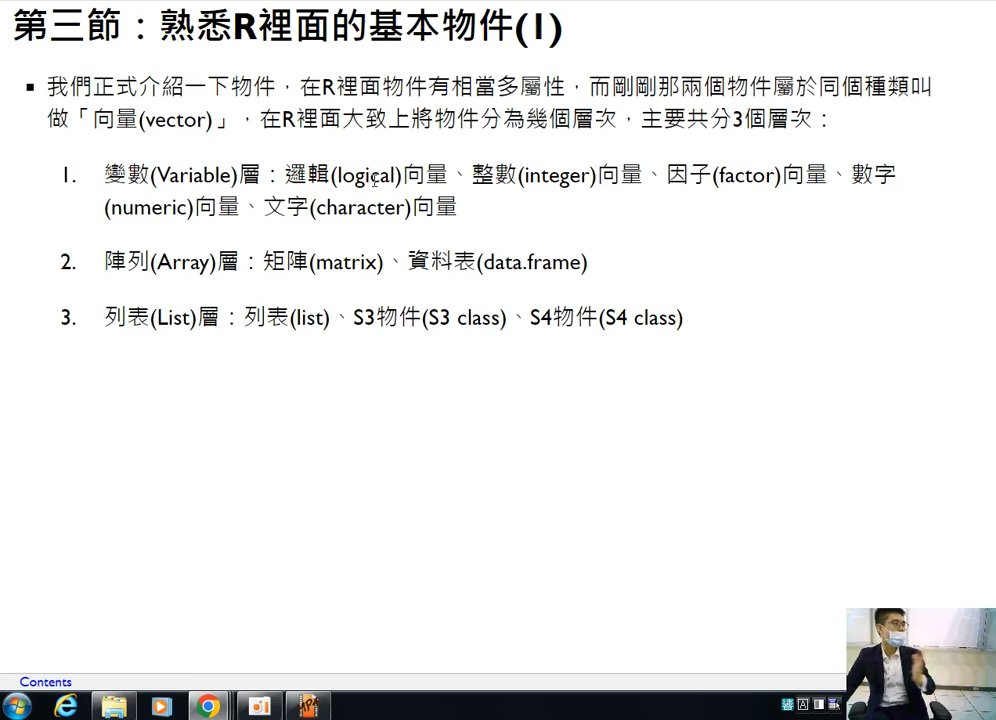 第三節：熟悉R裡面的基本物件(1)
▪ 我們正式介紹一下物件，在R裡面物件有相當多屬性，而剛剛那兩個物件屬於同個種類叫
做「向量(vector)」，在R裡面大致上將物件分為幾個層次，主要共分3個層次：
1. 變數(Variable)層：邏輯(logical)向量、整數(integer)向量、因子(factor)向量、數字
(numeric)向量、文字(character)向量
2. 陣列(Array)層：矩陣(matrix)、資料表(data.frame)
3. 列表(List)層：列表(list)、S3物件(S3 class)、S4物件(S4 class)
Contents